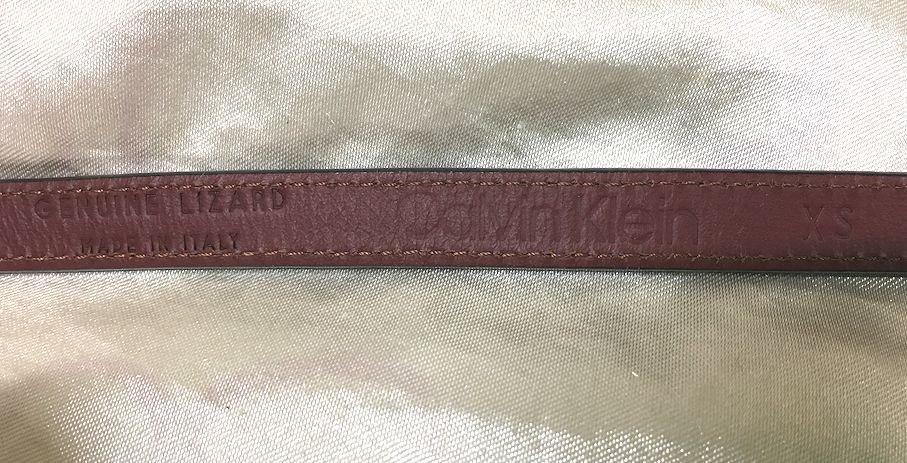 GENUINE LIZARD
MADE IN ITALY
Calvin Klein
XS